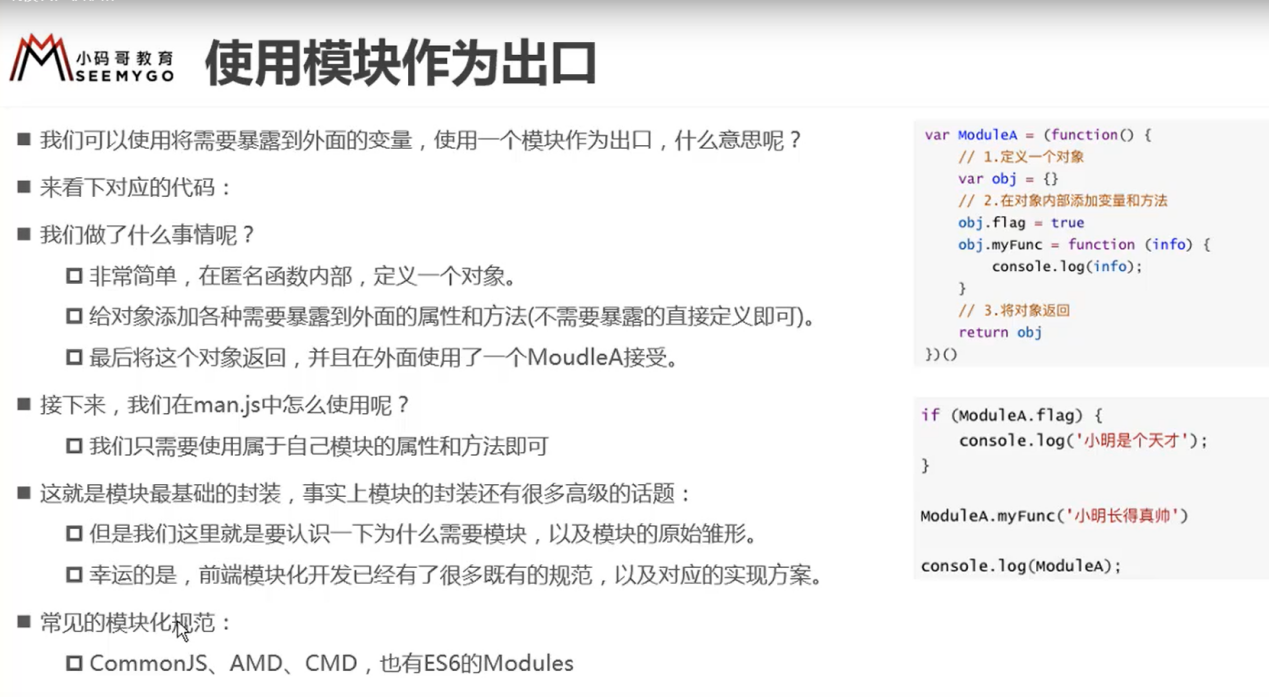 小码哥教育
SEEMYGO
使用模块作为出口
我们可以使用将需要暴露到外面的变量，使用一个模块作为出口，什么意思呢？
来看下对应的代码：
我们做了什么事情呢？
非常简单，在匿名函数内部，定义一个对象。
给对象添加各种需要暴露到外面的属性和方法(不需要暴露的直接定义即可)。
最后将这个对象返回，并且在外面使用了一个MoudleA接受。
接下来，我们在man.js中怎么使用呢？
我们只需要使用属于自己模块的属性和方法即可
这就是模块最基础的封装，事实上模块的封装还有很多高级的话题：
但是我们这里就是要认识一下为什么需要模块，以及模块的原始雏形。
幸运的是，前端模块化开发已经有了很多既有的规范，以及对应的实现方案。
常见的模块化规范：
CommonJS、AMD、CMD，也有ES6的Modules
var ModuleA = (function() {
// 1.定义一个对象
var obj = {}
// 2.在对象内部添加变量和方法
obj.flag = true
obj.myFunc = function (info) {
console.log(info);
}
// 3.将对象返回
return obj
})()
if (ModuleA.flag) {
console.log('小明是个天才');
}
ModuleA.myFunc('小明长得真帅')
console.log(ModuleA);